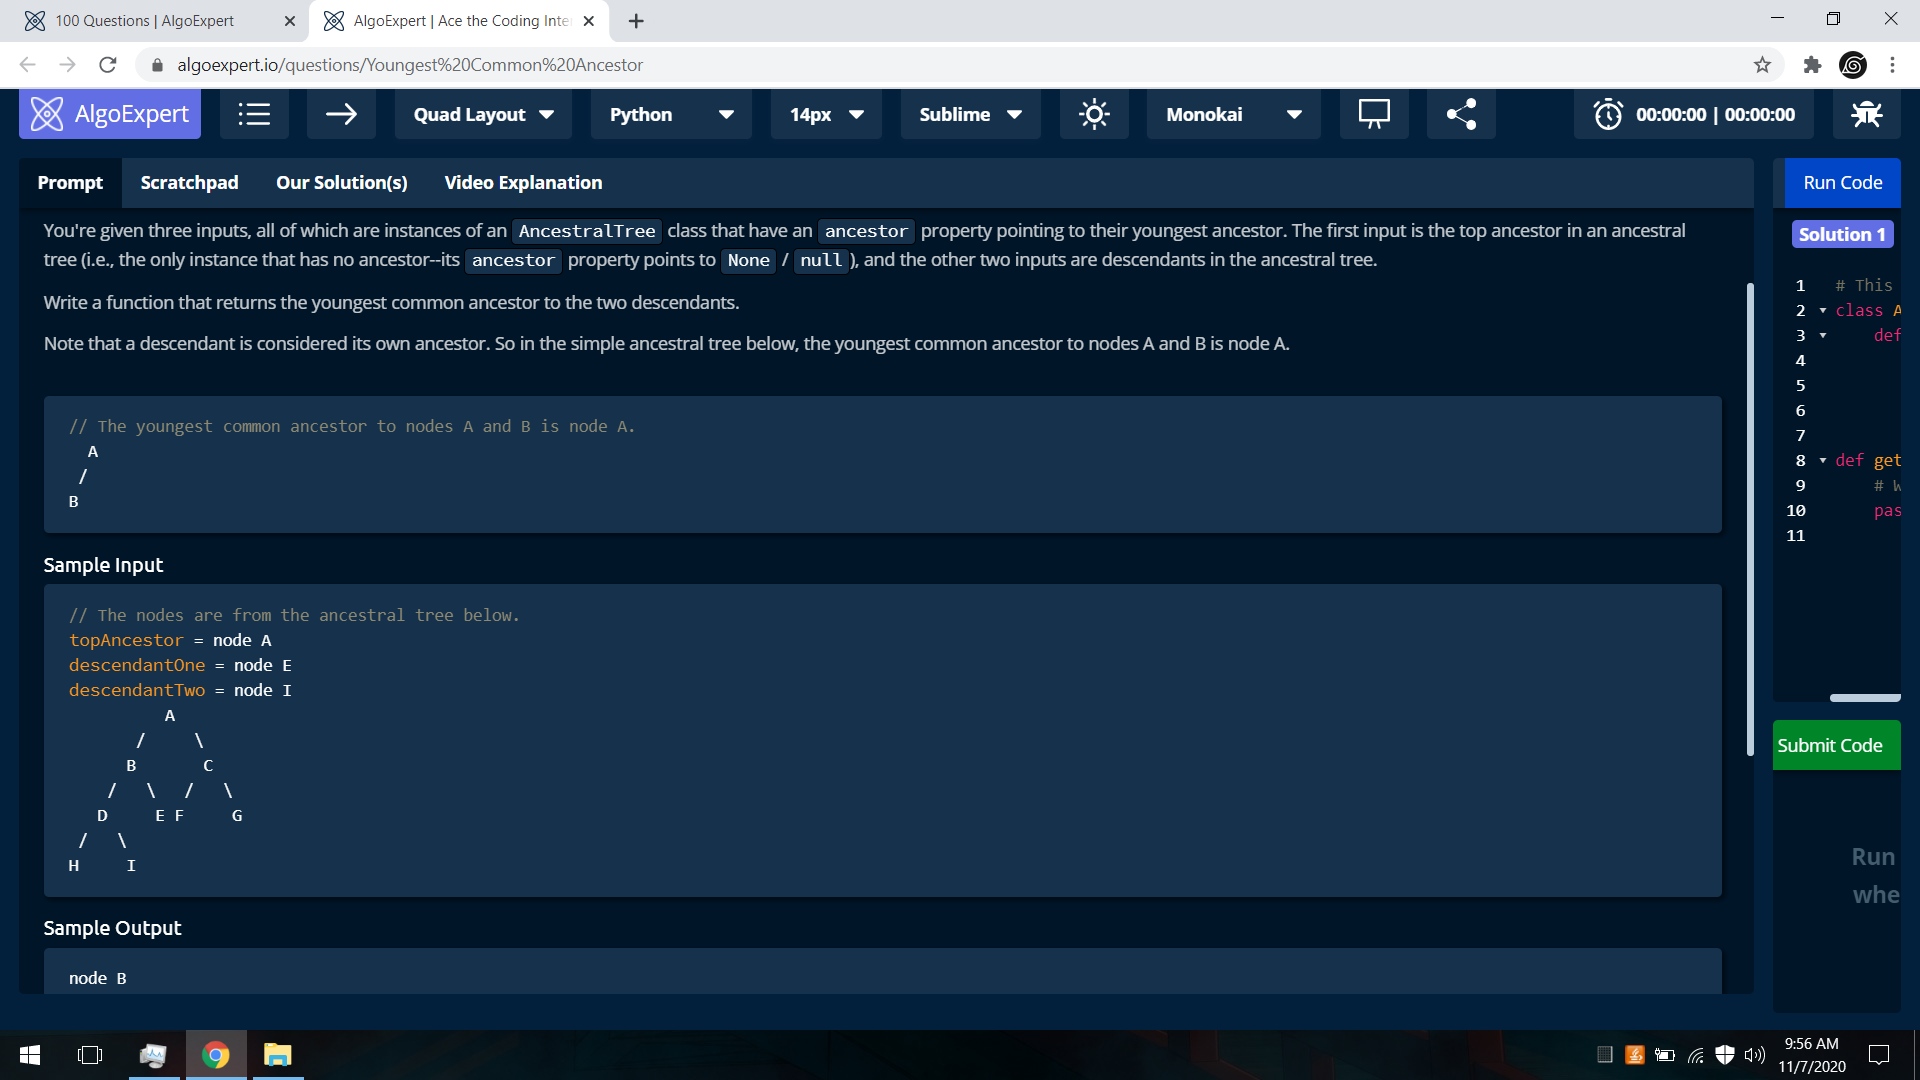 100 Questions | AlgoExpert
AlgoExpert | Ace the Coding Inte
algoexpert.io/questions/Youngest%20Common%20Ancestor
AlgoExpert
Quad Layout
Python
14px
Sublime
Monokai
00:00:00 | 00:00:00
Prompt
Scratchpad
Our Solution(s)
Video Explanation
Run Code
You're given three inputs, all of which are instances of an AncestralTree class that have an ancestor property pointing to their youngest ancestor. The first input is the top ancestor in an ancestral
tree (i.e., the only instance that has no ancestor--its ancestor property points to None / null ), and the other two inputs are descendants in the ancestral tree.
Write a function that returns the youngest common ancestor to the two descendants.
Note that a descendant is considered its own ancestor. So in the simple ancestral tree below, the youngest common ancestor to nodes A and B is node A.
// The youngest common ancestor to nodes A and B is node A.
  A
 /
B
Sample Input
// The nodes are from the ancestral tree below.
topAncestor = node A
descendantOne = node E
descendantTwo = node I
          A
       /     \
      B       C
    /   \   /   \
   D     E F     G
 /   \
H     I
Sample Output
node B
Solution 1
1 # This
2 class A
3 def
4
5
6
7
8 def get
9 # W
10 pas
11
Submit Code
Run
whe
9:56 AM
11/7/2020